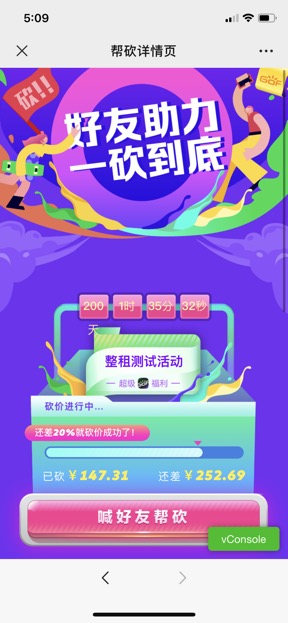 5:09
帮砍详情页
砍!!
GOF
好友助力
一砍到底
200 1时 35分 32秒
天
整租测试活动
超级 福利
砍价进行中...
还差20%就砍价成功了！
已砍 ¥147.31 还差 ¥252.69
喊好友帮砍
vConsole